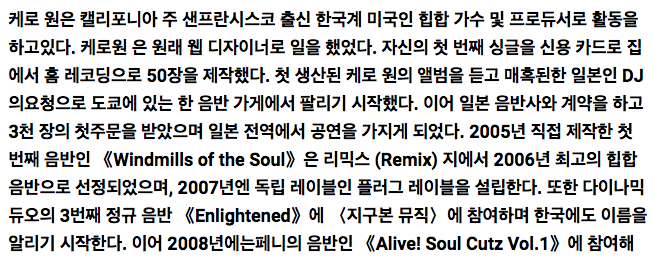 케로 원은 캘리포니아 주 샌프란시스코 출신 한국계 미국인 힙합 가수 및 프로듀서로 활동을
하고있다. 케로원 은 원래 웹 디자이너로 일을 했었다. 자신의 첫 번째 싱글을 신용 카드로 집
에서 홈 레코딩으로 50장을 제작했다. 첫 생산된 케로 원의 앨범을 듣고 매혹된한 일본인 DJ
의요청으로 도쿄에 있는 한 음반 가게에서 팔리기 시작했다. 이어 일본 음반사와 계약을 하고
3천 장의 첫주문을 받았으며 일본 전역에서 공연을 가지게 되었다. 2005년 직접 제작한 첫
번째 음반인 《Windmills of the Soul》은 리믹스 (Remix) 지에서 2006년 최고의 힙합
음반으로 선정되었으며, 2007년엔 독립 레이블인 플러그 레이블을 설립한다. 또한 다이나믹
듀오의 3번째 정규 음반 《Enlightened》에 〈지구본 뮤직〉에 참여하며 한국에도 이름을
알리기 시작한다. 이어 2008년에는페니의 음반인 《Alive! Soul Cutz Vol.1》에 참여해